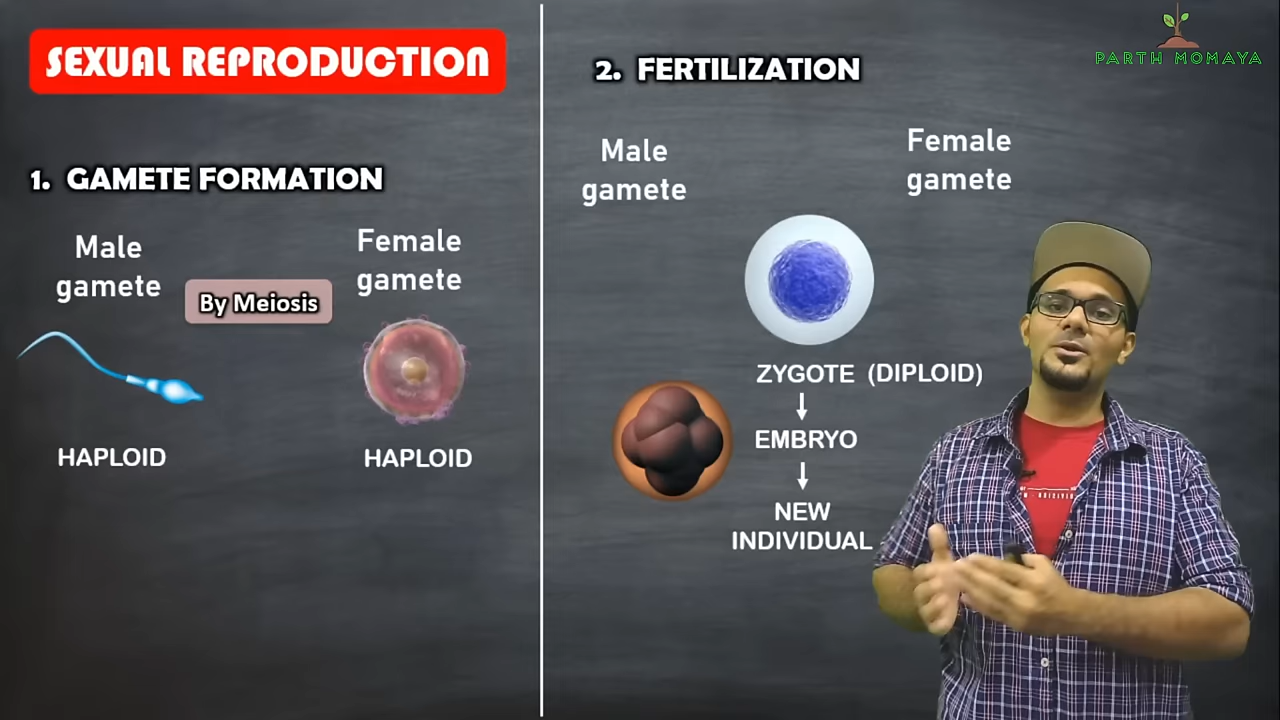 SEXUAL REPRODUCTION
1. GAMETE FORMATION
Male
gamete
By Meiosis
Female
gamete
HAPLOID
HAPLOID
2. FERTILIZATION
Male
gamete
Female
gamete
ZYGOTE (DIPLOID)
EMBRYO
NEW
INDIVIDUAL
PARTH MOMAYA